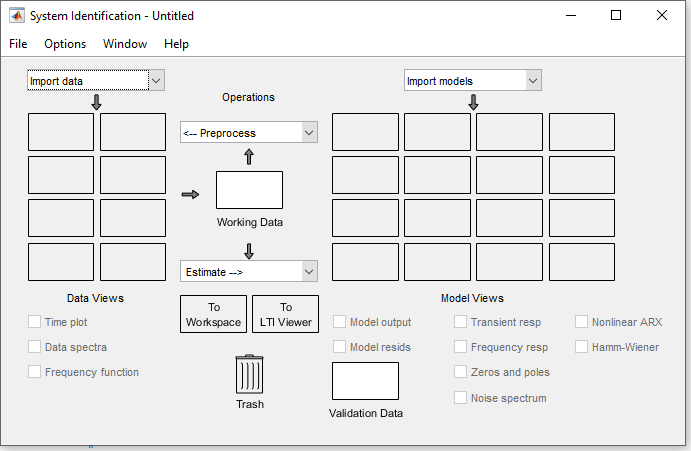 System Identification - Untitled
File Options Window Help
Import data
Import models
Operations
<-- Preprocess
Working Data
Estimate -->
Data Views
Model Views
To
Workspace
To
LTI Viewer
Time plot
Data spectra
Frequency function
Model output
Model resids
Transient resp
Frequency resp
Zeros and poles
Noise spectrum
Nonlinear ARX
Hamm-Wiener
Trash
Validation Data